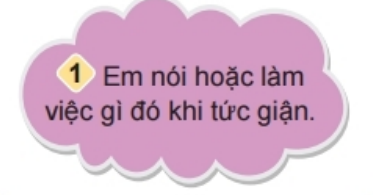 1 Em nói hoặc làm
việc gì đó khi tức giận.